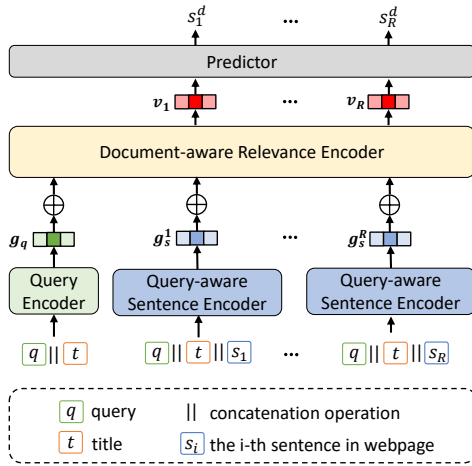 s_1^d ... s_R^d
Predictor
v_1 ... v_R
Document-aware Relevance Encoder
g_q g_s^1 ... g_s^R
Query Encoder Query-aware Sentence Encoder Query-aware Sentence Encoder
q || t q || t || s_1 ... q || t || s_R
q query || concatenation operation
t title s_i the i-th sentence in webpage